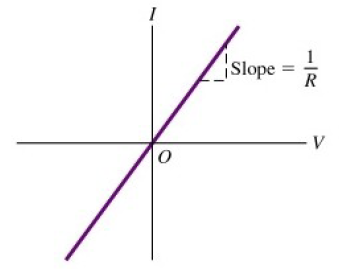 I
Slope = 1/R
V
O